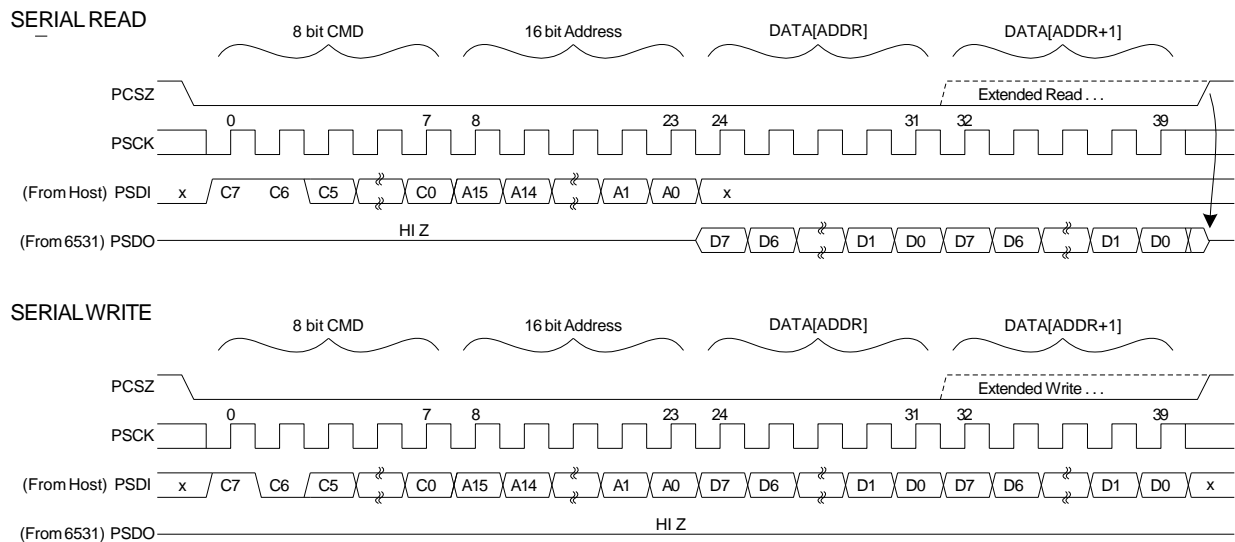 SERIAL READ
8 bit CMD 16 bit Address DATA[ADDR] DATA[ADDR+1]
PCSZ Extended Read . . .
0 7 8 23 24 31 32 39
PSCK
(From Host) PSDI x C7 C6 C5 C0 A15 A14 A1 A0 x
HI Z
(From 6531) PSDO D7 D6 D1 D0 D7 D6 D1 D0
SERIAL WRITE
8 bit CMD 16 bit Address DATA[ADDR] DATA[ADDR+1]
PCSZ Extended Write . . .
0 7 8 23 24 31 32 39
PSCK
(From Host) PSDI x C7 C6 C5 C0 A15 A14 A1 A0 D7 D6 D1 D0 D7 D6 D1 D0 x
HI Z
(From 6531) PSDO